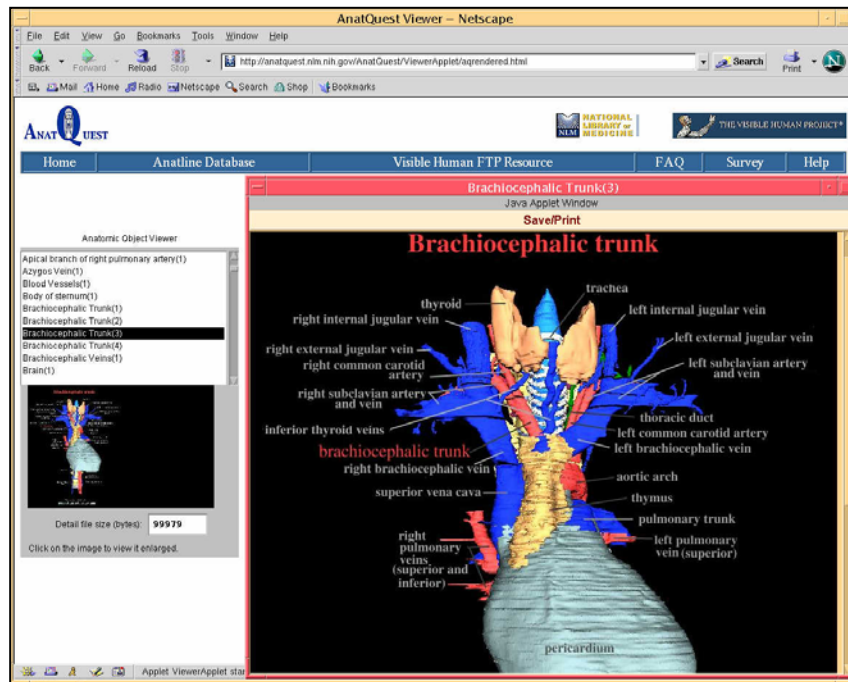 AnatQuest Viewer – Netscape
File Edit View Go Bookmarks Tools Window Help
Back Forward Reload Stop http://anatquest.nlm.nih.gov/AnatQuest/ViewerApplet/aqrendered.html Search Print N
Mail Home Radio Netscape Search Shop Bookmarks
ANATQUEST
NLM NATIONAL LIBRARY OF MEDICINE
THE VISIBLE HUMAN PROJECT
Home Anatline Database Visible Human FTP Resource FAQ Survey Help
Brachiocephalic Trunk(3)
Java Applet Window
Save/Print
Anatomic Object Viewer
Apical branch of right pulmonary artery(1)
Azygos Vein(1)
Blood Vessels(1)
Body of sternum(1)
Brachiocephalic Trunk(1)
Brachiocephalic Trunk(2)
Brachiocephalic Trunk(3)
Brachiocephalic Trunk(4)
Brachiocephalic Veins(1)
Brain(1)
Detail file size (bytes): 99979
Click on the image to view it enlarged.
Brachiocephalic trunk
trachea
thyroid
left internal jugular vein
right internal jugular vein
left external jugular vein
right external jugular vein
left subclavian artery
and vein
right common carotid
artery
right subclavian artery
and vein
thoracic duct
inferior thyroid veins
left common carotid artery
brachiocephalic trunk
left brachiocephalic vein
right brachiocephalic vein
aortic arch
superior vena cava
thymus
pulmonary trunk
right
pulmonary
veins
(superior and
inferior)
left pulmonary
vein (superior)
pericardium
Applet ViewerApplet star